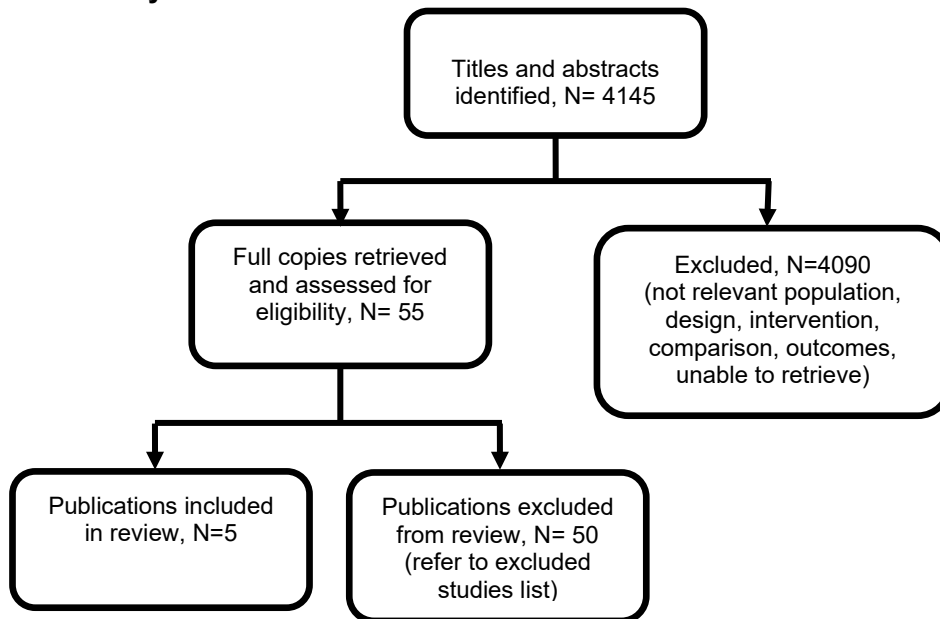 Titles and abstracts
identified, N= 4145
Full copies retrieved
and assessed for
eligibility, N= 55
Excluded, N=4090
(not relevant population,
design, intervention,
comparison, outcomes,
unable to retrieve)
Publications included
in review, N=5
Publications excluded
from review, N= 50
(refer to excluded
studies list)